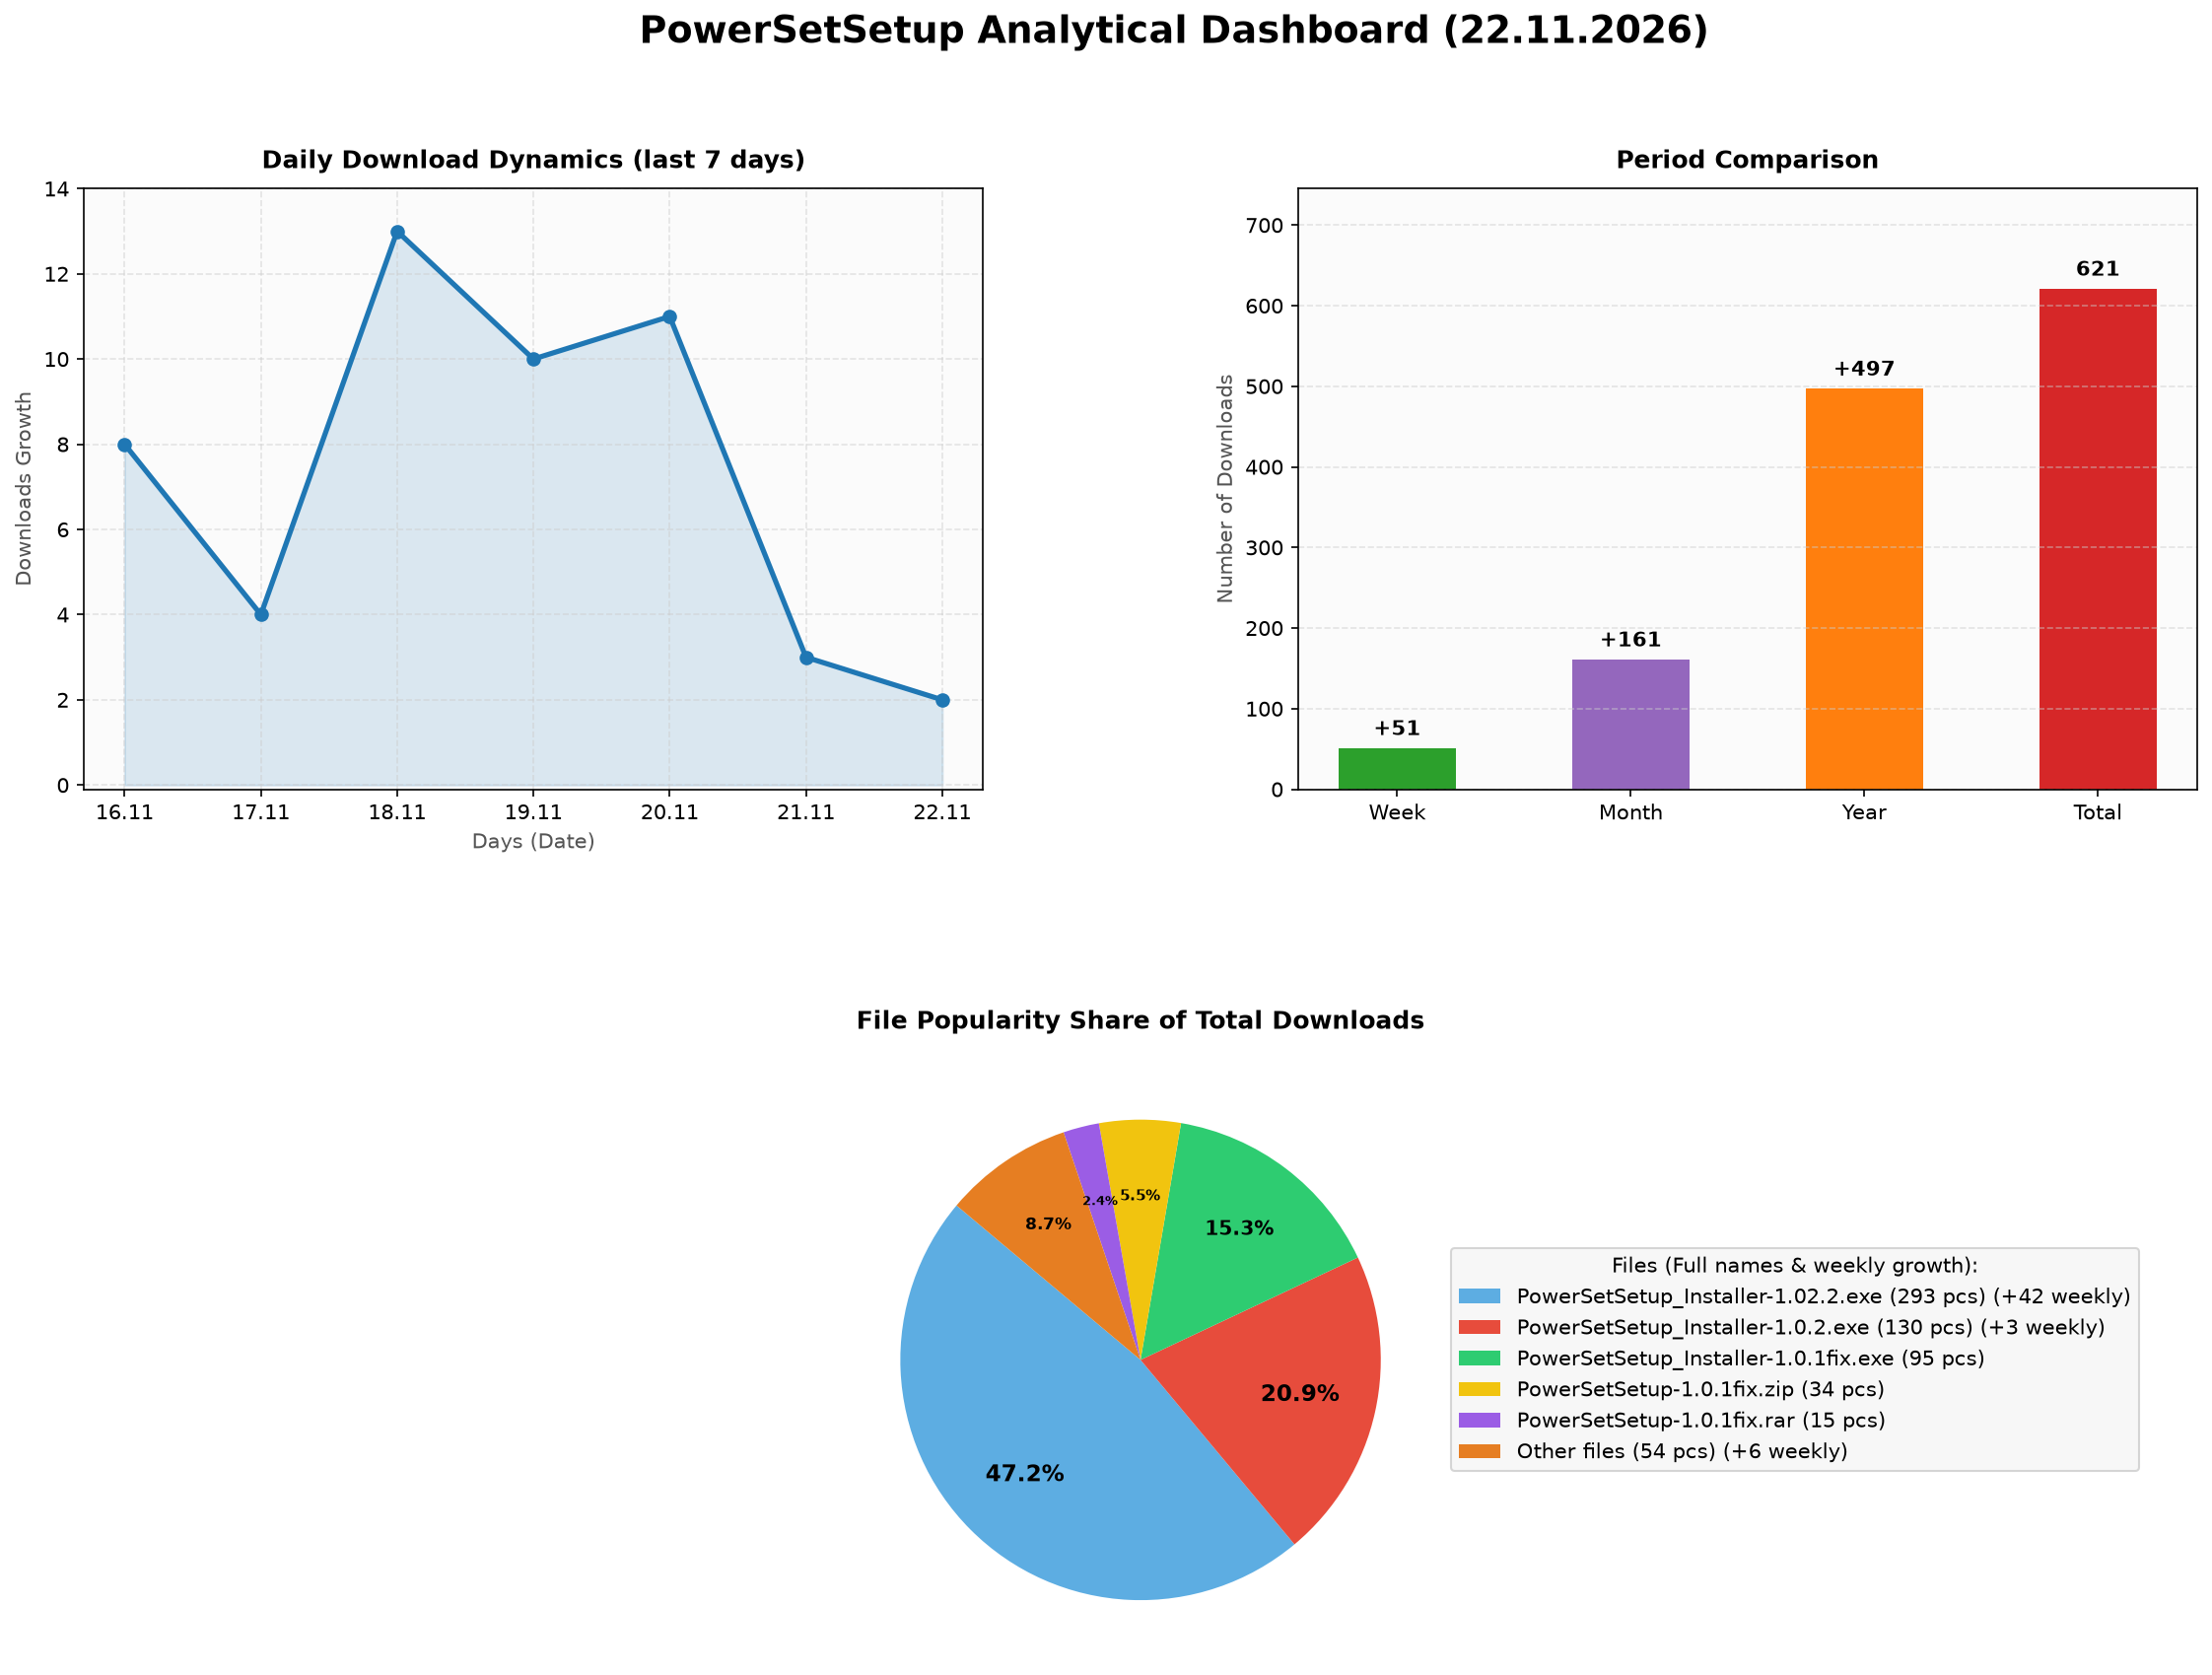 PowerSetSetup Analytical Dashboard (22.11.2026)
Daily Download Dynamics (last 7 days)
Downloads Growth
14
12
10
8
6
4
2
0
16.11 17.11 18.11 19.11 20.11 21.11 22.11
Days (Date)
Period Comparison
Number of Downloads
700
600
500
400
300
200
100
0
+51
+161
+497
621
Week Month Year Total
File Popularity Share of Total Downloads
47.2%
20.9%
15.3%
5.5%
2.4%
8.7%
Files (Full names & weekly growth):
PowerSetSetup_Installer-1.02.2.exe (293 pcs) (+42 weekly)
PowerSetSetup_Installer-1.0.2.exe (130 pcs) (+3 weekly)
PowerSetSetup_Installer-1.0.1fix.exe (95 pcs)
PowerSetSetup-1.0.1fix.zip (34 pcs)
PowerSetSetup-1.0.1fix.rar (15 pcs)
Other files (54 pcs) (+6 weekly)